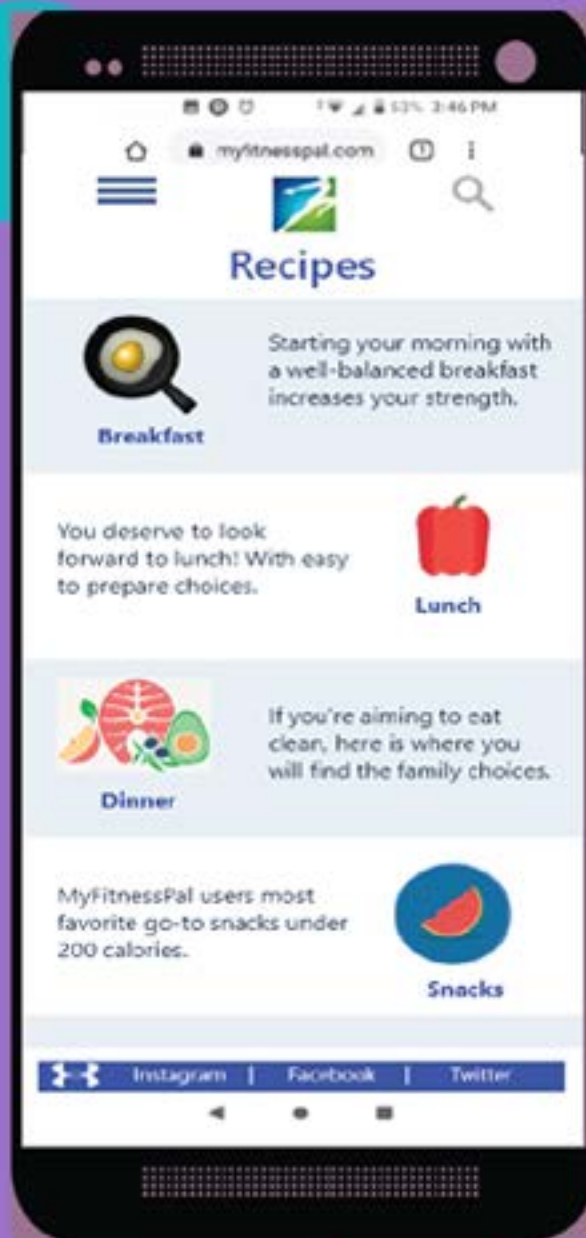 53% 3:46 PM
myfitnesspal.com
1
Recipes
Starting your morning with
a well-balanced breakfast
increases your strength.
Breakfast
You deserve to look
forward to lunch! With easy
to prepare choices.
Lunch
If you're aiming to eat
clean, here is where you
will find the family choices.
Dinner
MyFitnessPal users most
favorite go-to snacks under
200 calories.
Snacks
Instagram | Facebook | Twitter